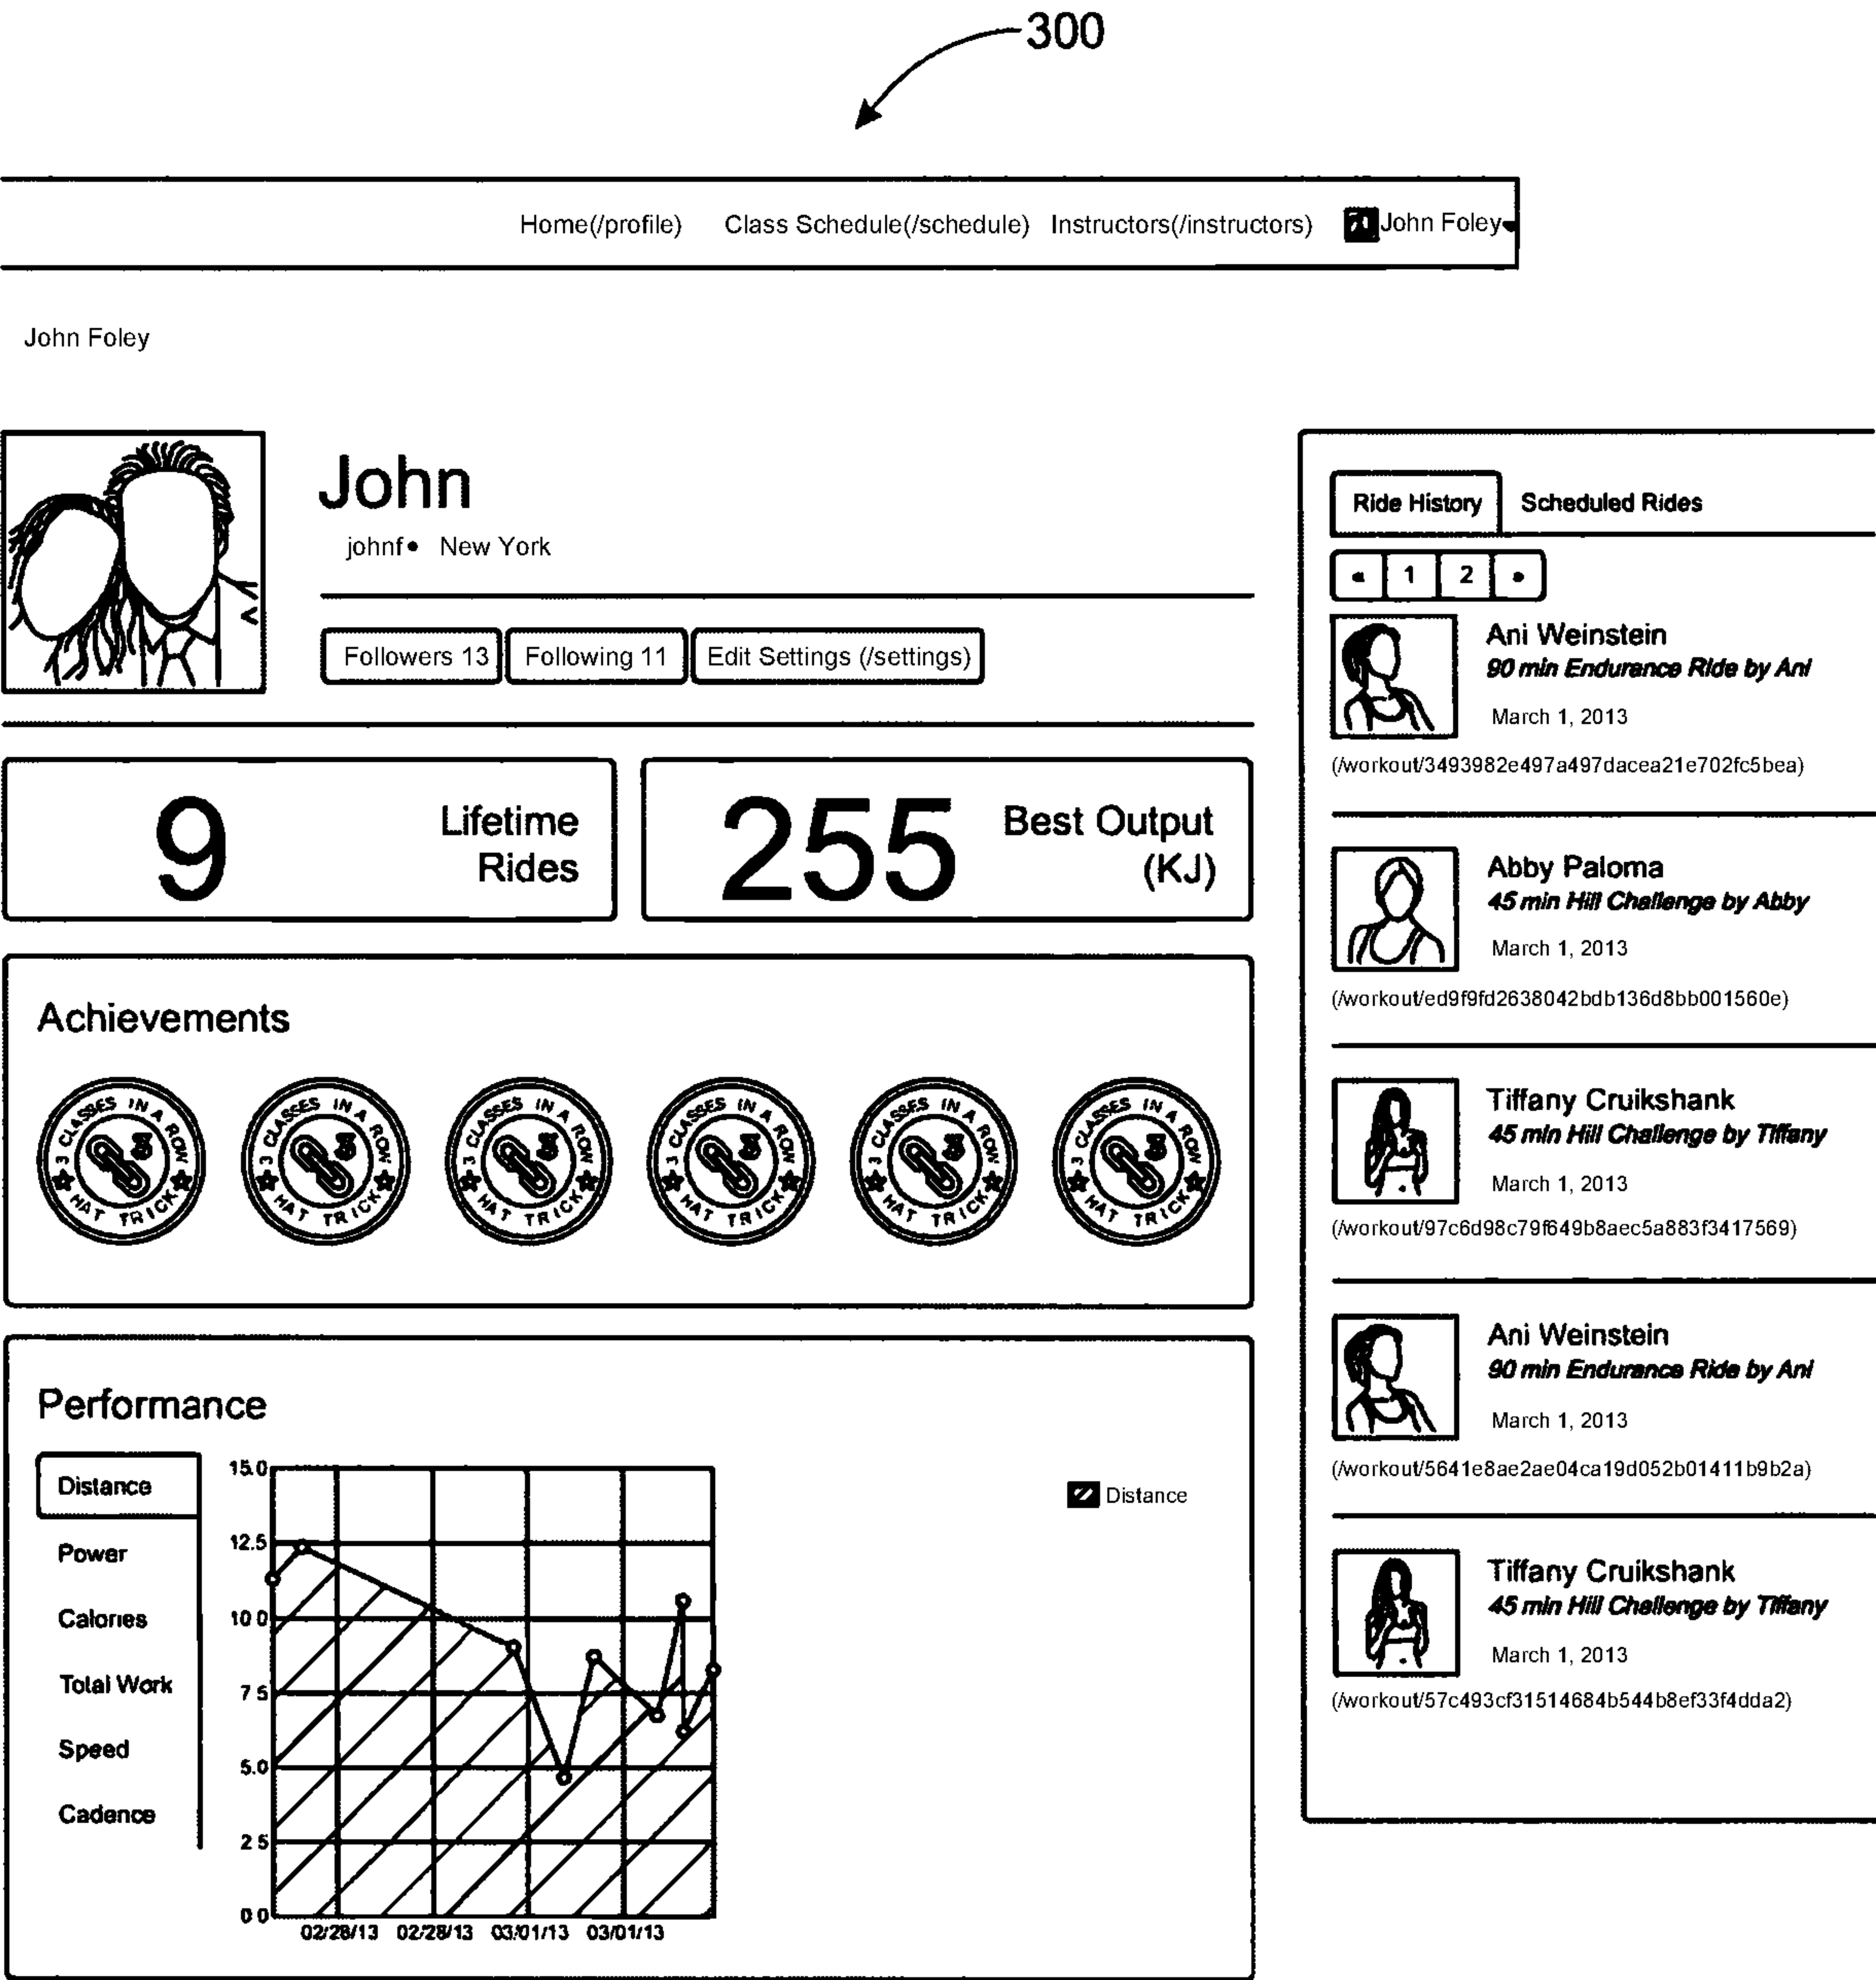 300
Home(/profile) Class Schedule(/schedule) Instructors(/instructors) John Foley
John Foley
John
johnf• New York
Followers 13 Following 11 Edit Settings (/settings)
9 Lifetime Rides
255 Best Output (KJ)
Achievements
3 CLASSES IN A ROW HAT TRICK
3 CLASSES IN A ROW HAT TRICK
3 CLASSES IN A ROW HAT TRICK
3 CLASSES IN A ROW HAT TRICK
3 CLASSES IN A ROW HAT TRICK
3 CLASSES IN A ROW HAT TRICK
Performance
Distance
Power
Calories
Total Work
Speed
Cadence
15.0
12.5
10 0
7 5
5.0
2 5
0 0
02/28/13 02/28/13 03/01/13 03/01/13
Distance
Ride History Scheduled Rides
« 1 2 •
Ani Weinstein
90 min Endurance Ride by Ani
March 1, 2013
(/workout/3493982e497a497dacea21e702fc5bea)
Abby Paloma
45 min Hill Challenge by Abby
March 1, 2013
(/workout/ed9f9fd2638042bdb136d8bb001560e)
Tiffany Cruikshank
45 min Hill Challenge by Tiffany
March 1, 2013
(/workout/97c6d98c79f649b8aec5a883f3417569)
Ani Weinstein
90 min Endurance Ride by Ani
March 1, 2013
(/workout/5641e8ae2ae04ca19d052b01411b9b2a)
Tiffany Cruikshank
45 min Hill Challenge by Tiffany
March 1, 2013
(/workout/57c493cf31514684b544b8ef33f4dda2)